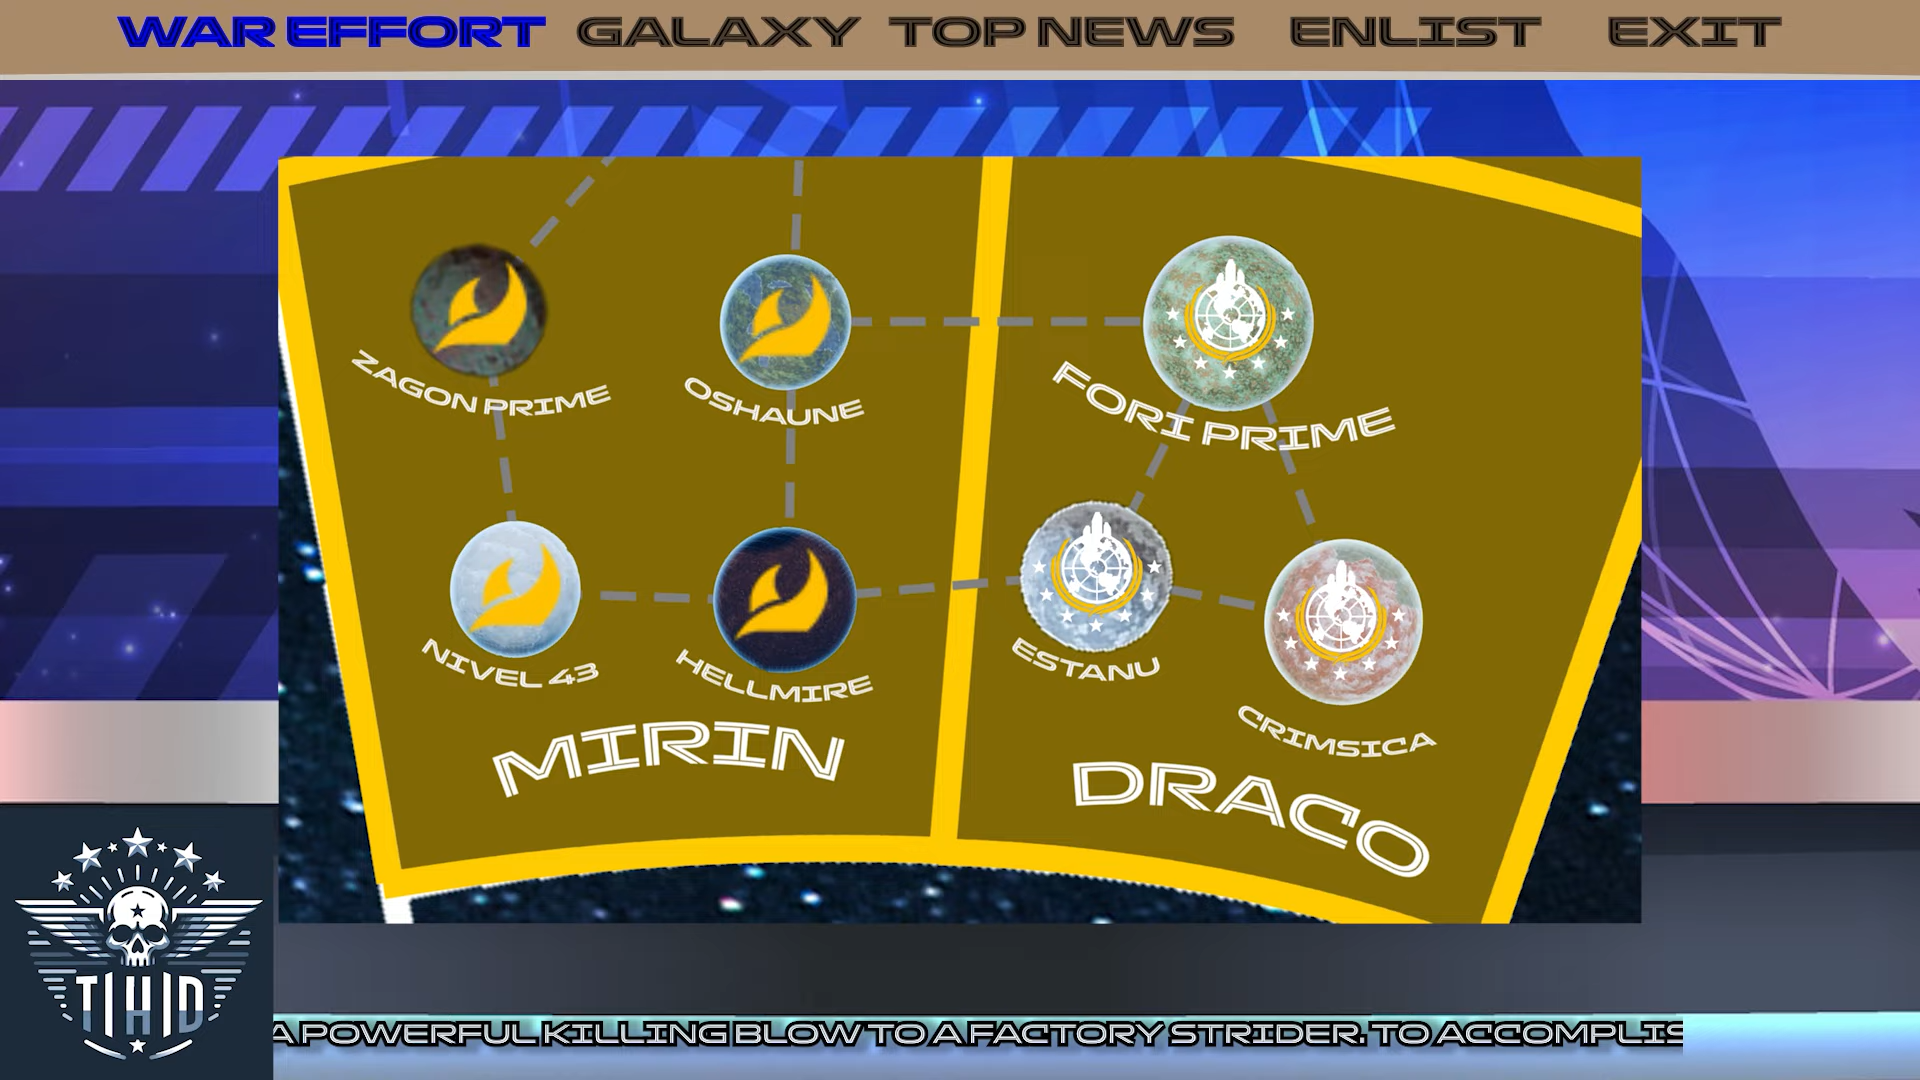 WAR EFFORT GALAXY TOP NEWS ENLIST EXIT
ZAGON PRIME
OSHAUNE
FORI PRIME
NIVEL 43
HELLMIRE
ESTANU
CRIMSICA
MIRIN
DRACO
THD
A POWERFUL KILLING BLOW TO A FACTORY STRIDER. TO ACCOMPLIS